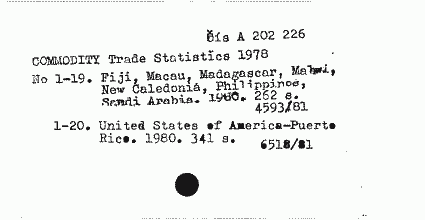 Čís A 202 226
COMMODITY Trade Statistics 1978
No 1-19. Fiji, Macau, Madagascar, Malawi,
New Caledonia, Philippines,
Saudi Arabia. 1980. 262 s.
4593/81
1-20. United States of America-Puerto
Rico. 1980. 341 s.
6518/81